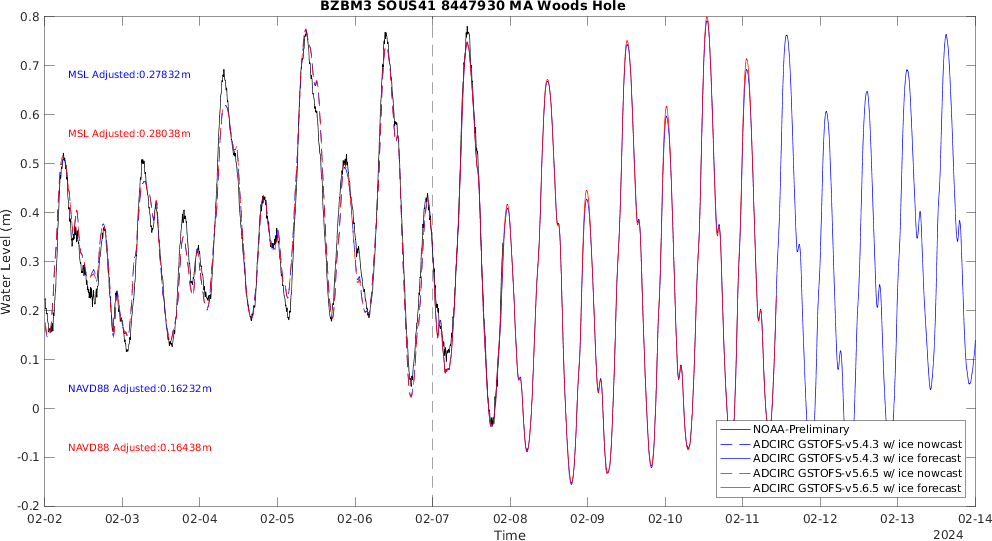 BZBM3 SOUS41 8447930 MA Woods Hole
Water Level (m)
0.8
0.7
0.6
0.5
0.4
0.3
0.2
0.1
0
-0.1
-0.2
MSL Adjusted:0.27832m
MSL Adjusted:0.28038m
NAVD88 Adjusted:0.16232m
NAVD88 Adjusted:0.16438m
NOAA-Preliminary
ADCIRC GSTOFS-v5.4.3 w/ ice nowcast
ADCIRC GSTOFS-v5.4.3 w/ ice forecast
ADCIRC GSTOFS-v5.6.5 w/ ice nowcast
ADCIRC GSTOFS-v5.6.5 w/ ice forecast
02-02 02-03 02-04 02-05 02-06 02-07 02-08 02-09 02-10 02-11 02-12 02-13 02-14
Time
2024